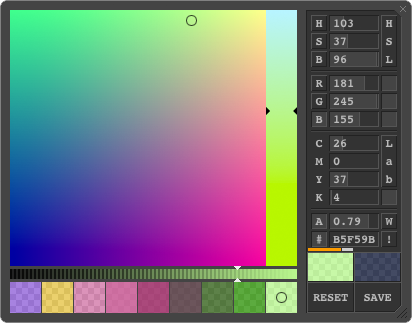 H 103 H
S 37 S
B 96 L
R 181
G 245
B 155
C 26 L
M 0 a
Y 37 b
K 4
A 0.79 W
# B5F59B !
RESET SAVE